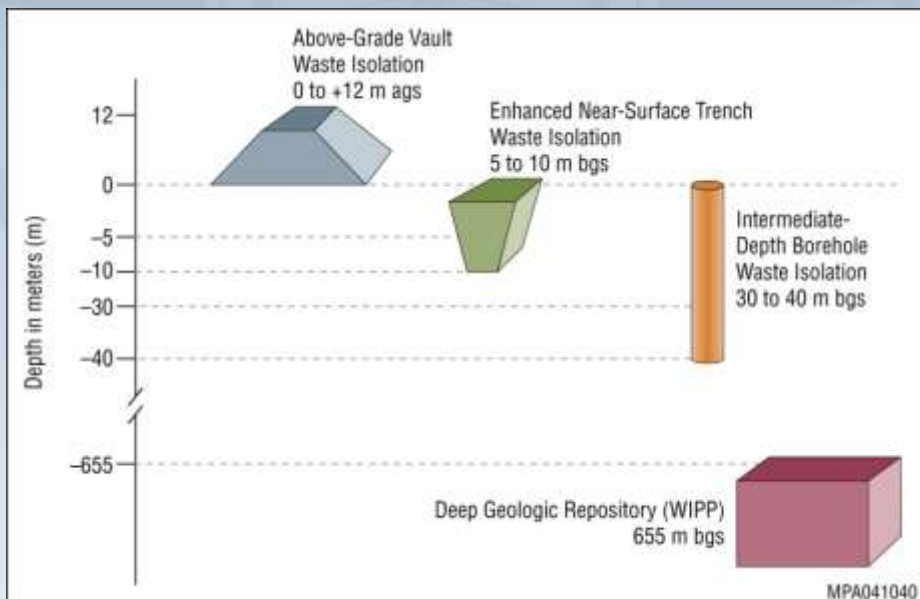 Above-Grade Vault
Waste Isolation
0 to +12 m ags
Enhanced Near-Surface Trench
Waste Isolation
5 to 10 m bgs
12
0
–5
–10
–30
–40
–655
Depth in meters (m)
Intermediate-
Depth Borehole
Waste Isolation
30 to 40 m bgs
Deep Geologic Repository (WIPP)
655 m bgs
MPA041040